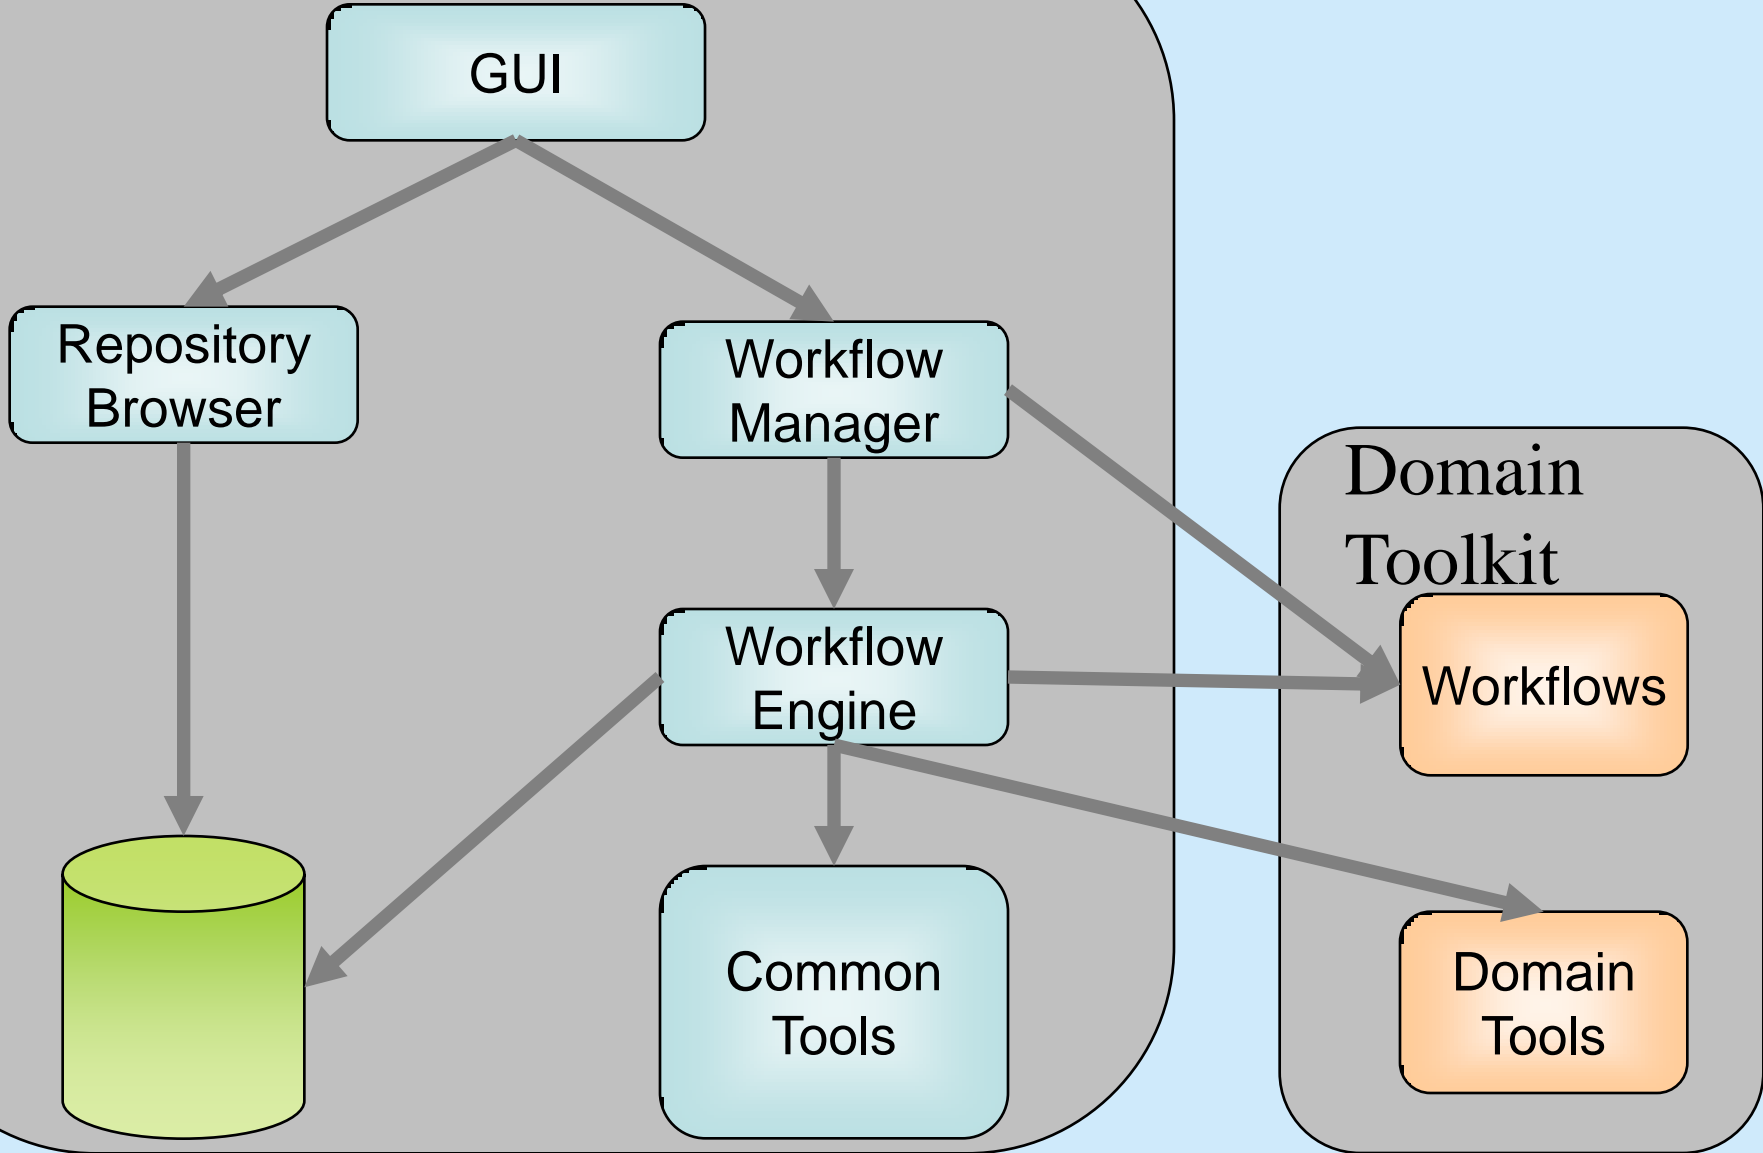 GUI
Repository
Browser
Workflow
Manager
Domain
Toolkit
Workflow
Engine
Workflows
Common
Tools
Domain
Tools